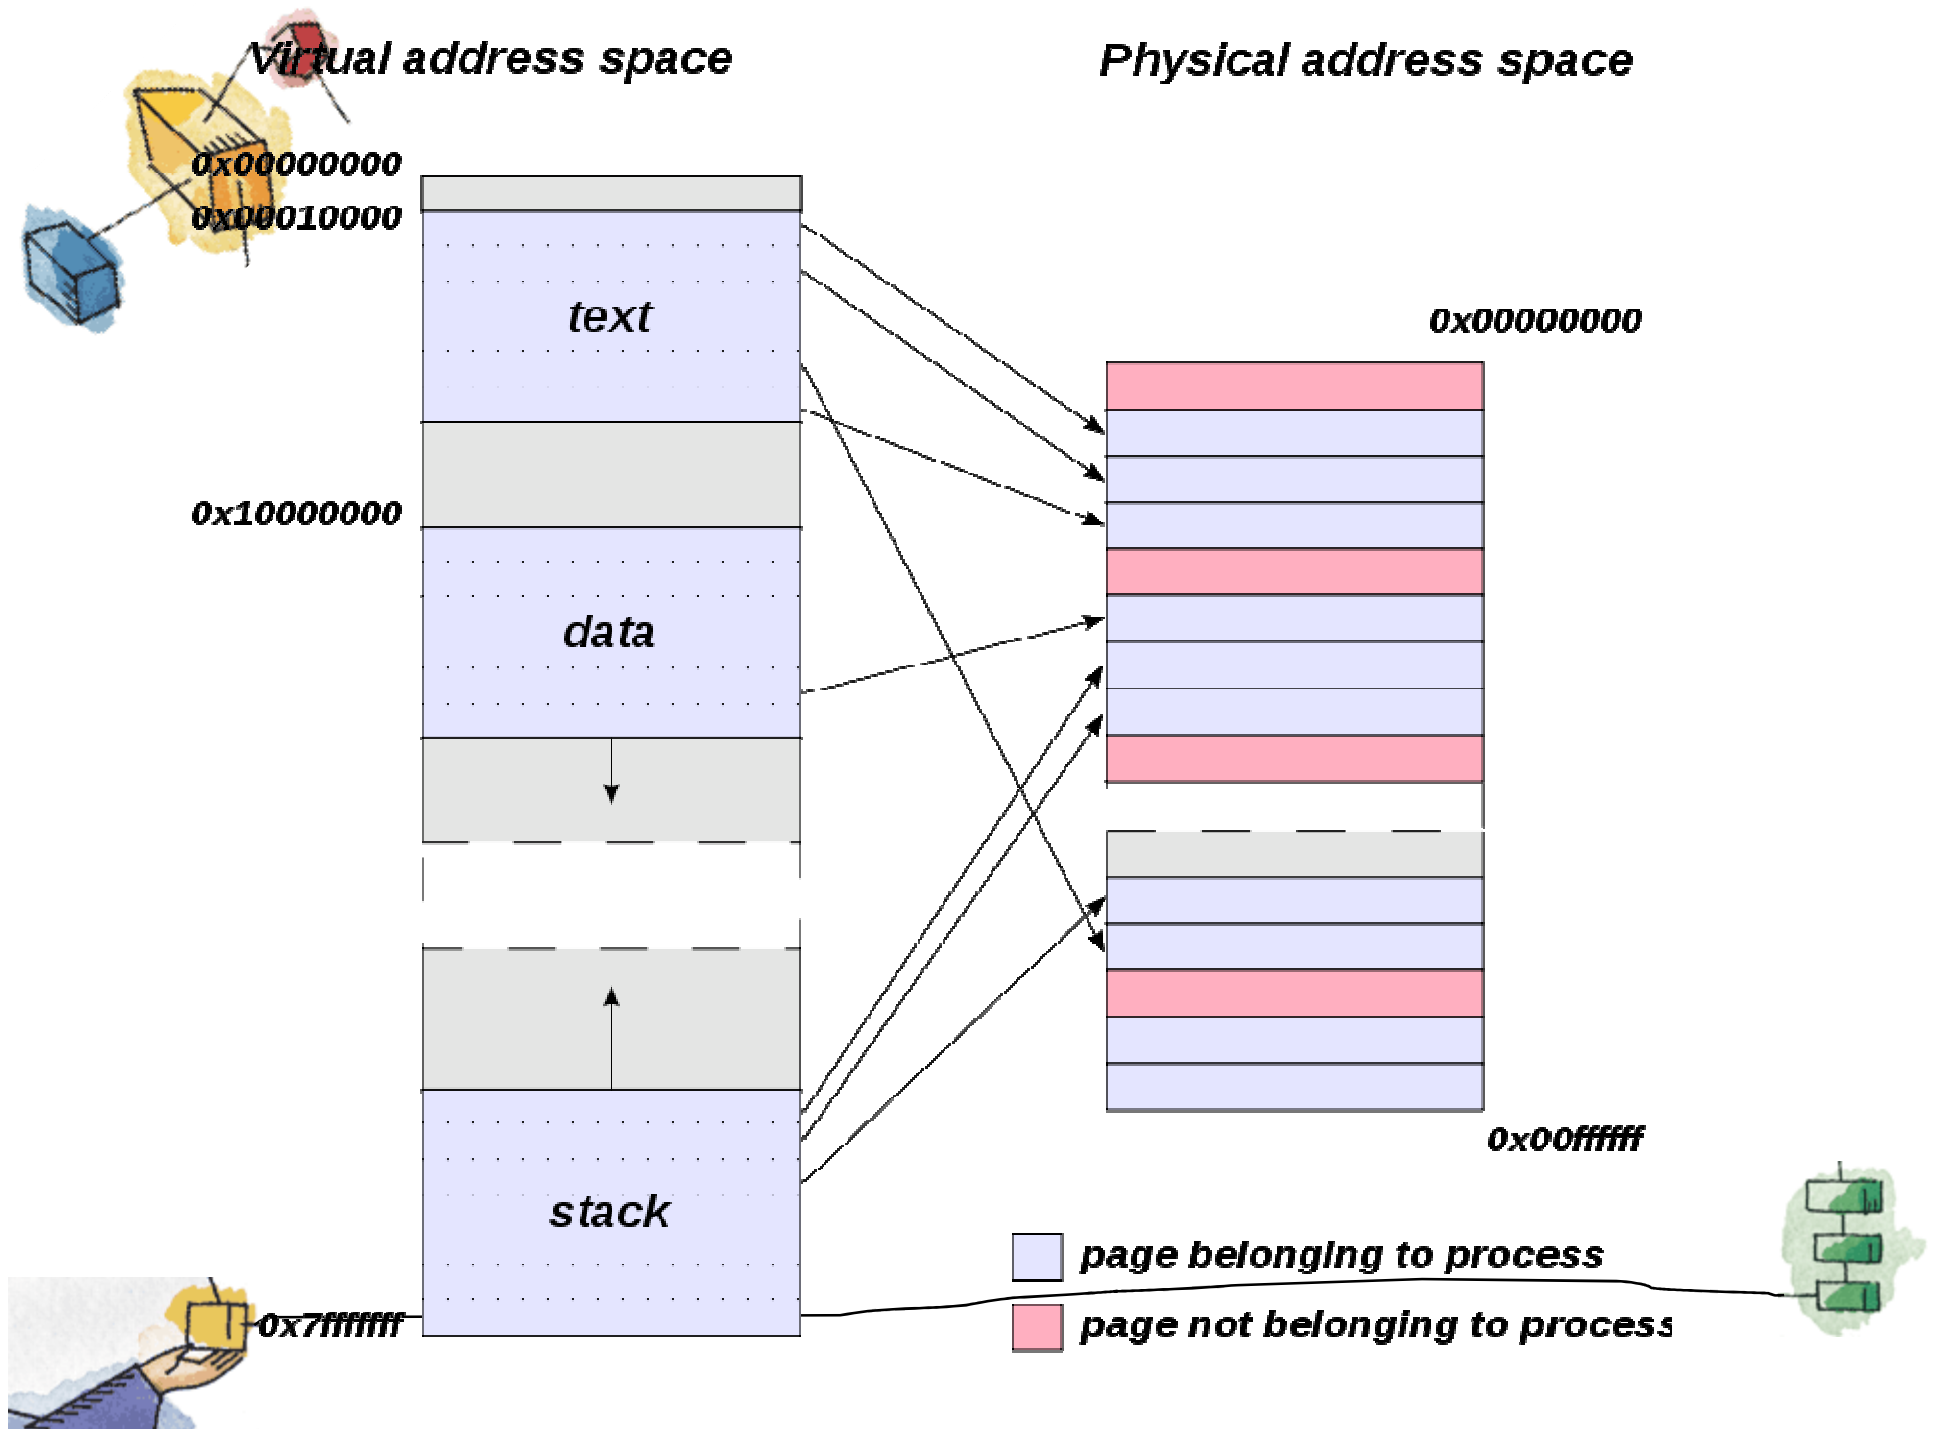 Virtual address space
Physical address space
0x00000000
0x00010000
text
0x00000000
0x10000000
data
0x00ffffff
stack
page belonging to process
0x7fffffff
page not belonging to process